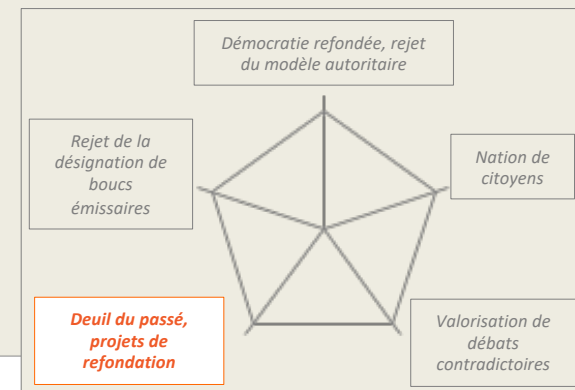 Démocratie refondée, rejet
du modèle autoritaire
Rejet de la
désignation de
boucs
émissaires
Nation de
citoyens
Deuil du passé,
projets de
refondation
Valorisation de
débats
contradictoires